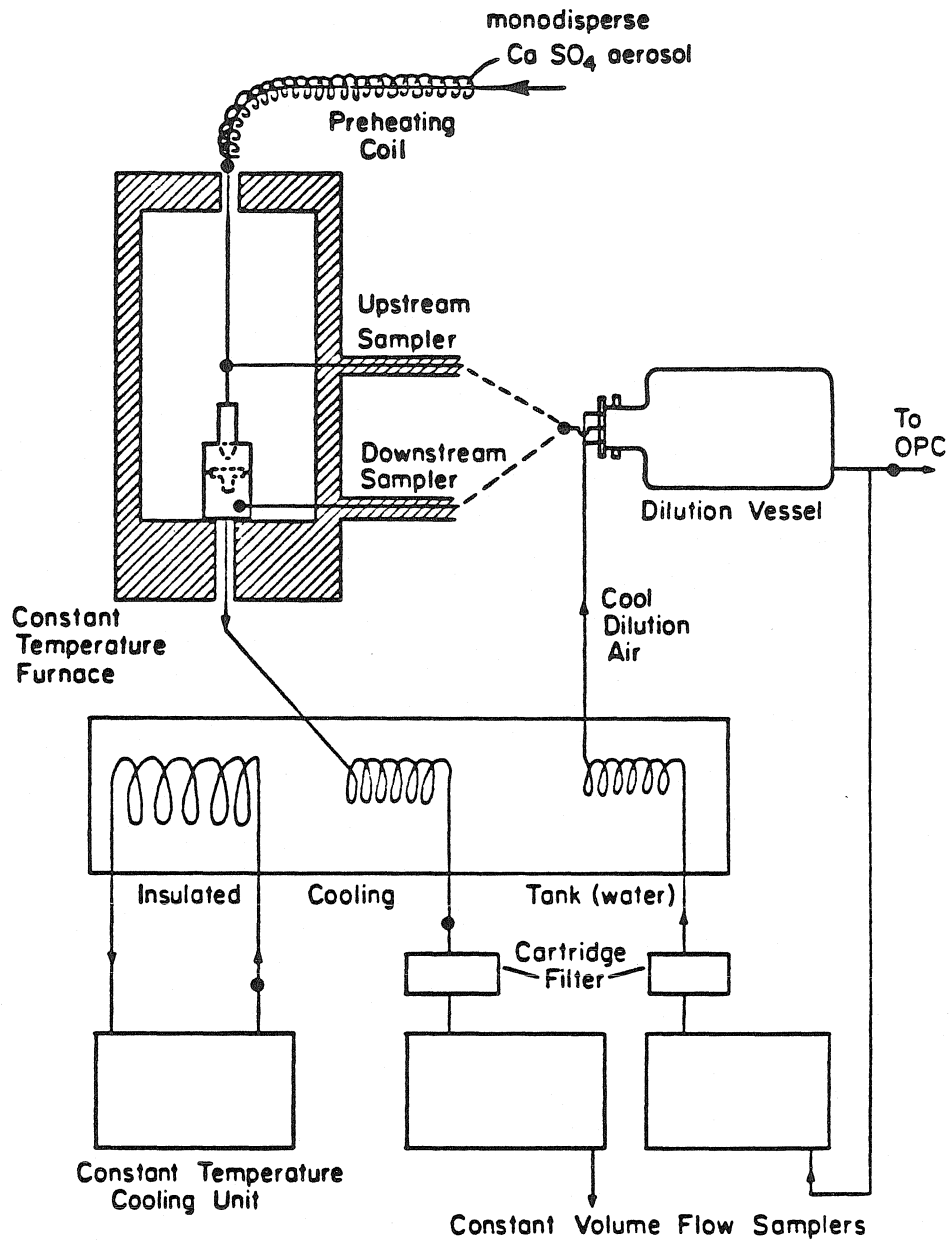 monodisperse
Ca SO4 aerosol
Preheating
Coil
Upstream
Sampler
Downstream
Sampler
To
OPC
Dilution Vessel
Constant
Temperature
Furnace
Cool
Dilution
Air
Insulated Cooling Tank (water)
Cartridge
Filter
Constant Temperature
Cooling Unit
Constant Volume Flow Samplers